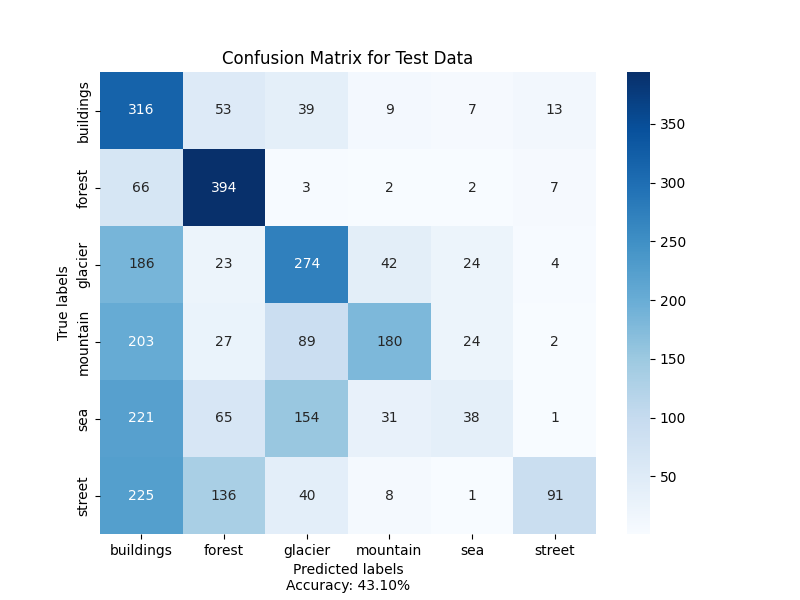 Confusion Matrix for Test Data
buildings 316 53 39 9 7 13
forest 66 394 3 2 2 7
glacier 186 23 274 42 24 4
mountain 203 27 89 180 24 2
sea 221 65 154 31 38 1
street 225 136 40 8 1 91
True labels
buildings forest glacier mountain sea street
Predicted labels
Accuracy: 43.10%
350
300
250
200
150
100
50